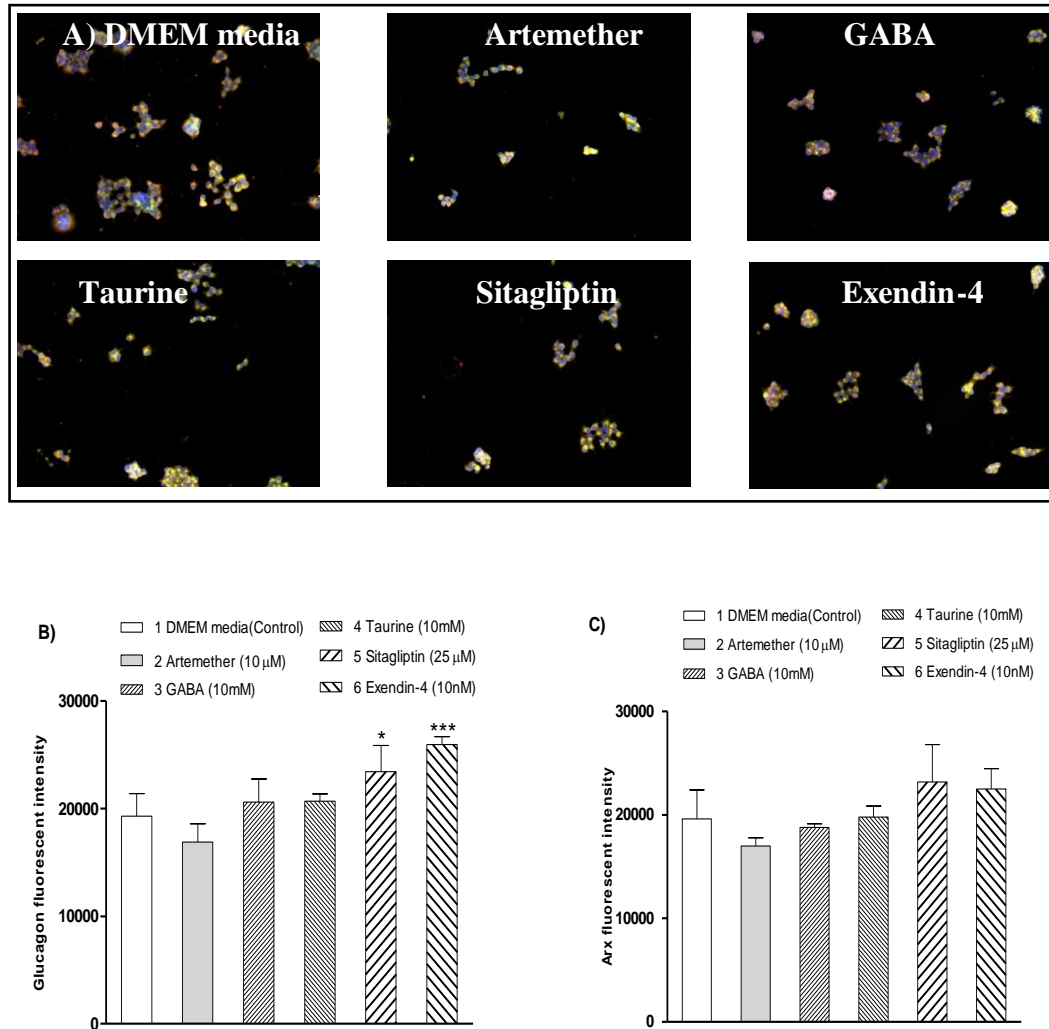 A) DMEM media
Artemether
GABA
Taurine
Sitagliptin
Exendin-4
B)
1 DMEM media(Control)
4 Taurine (10mM)
2 Artemether (10 μM)
5 Sitagliptin (25 μM)
3 GABA (10mM)
6 Exendin-4 (10nM)
Glucagon fluorescent intensity
30000
20000
10000
0
*
***
C)
1 DMEM media(Control)
4 Taurine (10mM)
2 Artemether (10 μM)
5 Sitagliptin (25 μM)
3 GABA (10mM)
6 Exendin-4 (10nM)
Arx fluorescent intensity
30000
20000
10000
0